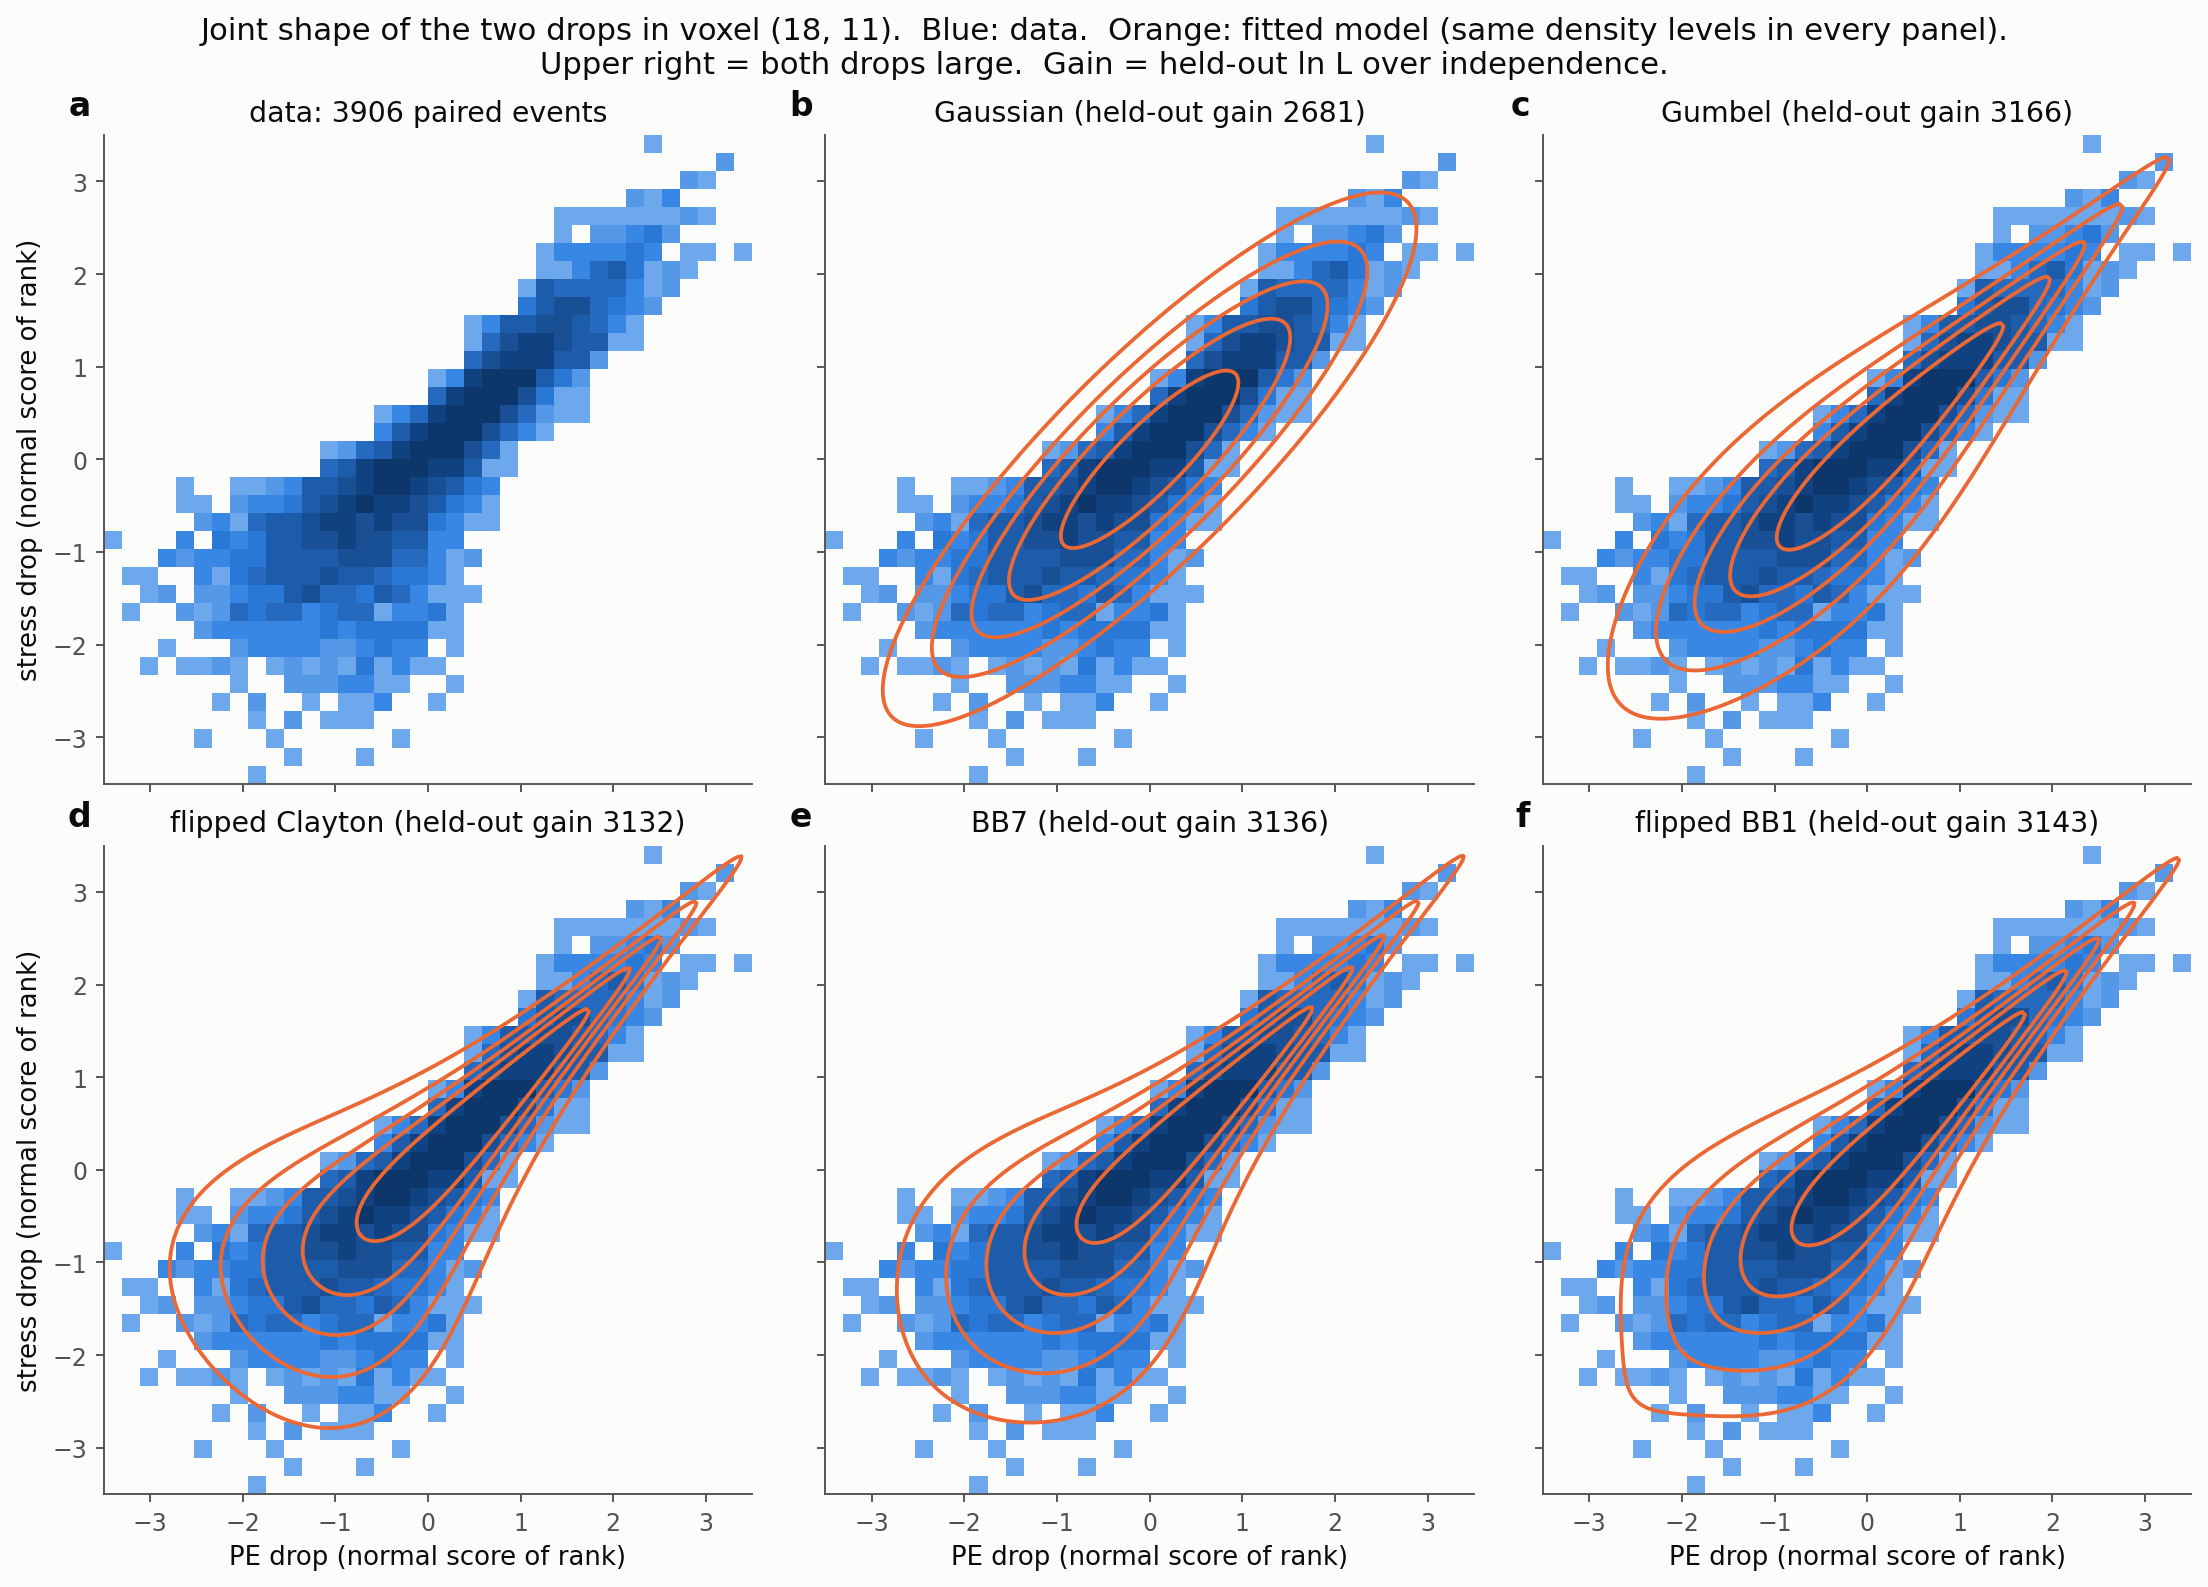 Joint shape of the two drops in voxel (18, 11).  Blue: data.  Orange: fitted model (same density levels in every panel).
Upper right = both drops large.  Gain = held-out ln L over independence.
a
data: 3906 paired events
b
Gaussian (held-out gain 2681)
c
Gumbel (held-out gain 3166)
stress drop (normal score of rank)
3
2
1
0
−1
−2
−3
d
flipped Clayton (held-out gain 3132)
e
BB7 (held-out gain 3136)
f
flipped BB1 (held-out gain 3143)
stress drop (normal score of rank)
3
2
1
0
−1
−2
−3
−3 −2 −1 0 1 2 3
−3 −2 −1 0 1 2 3
−3 −2 −1 0 1 2 3
PE drop (normal score of rank)
PE drop (normal score of rank)
PE drop (normal score of rank)